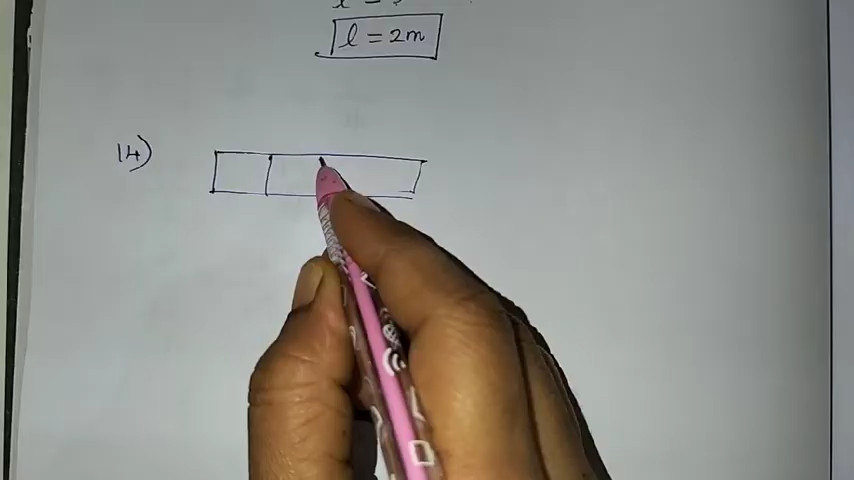 l = 2m
14)